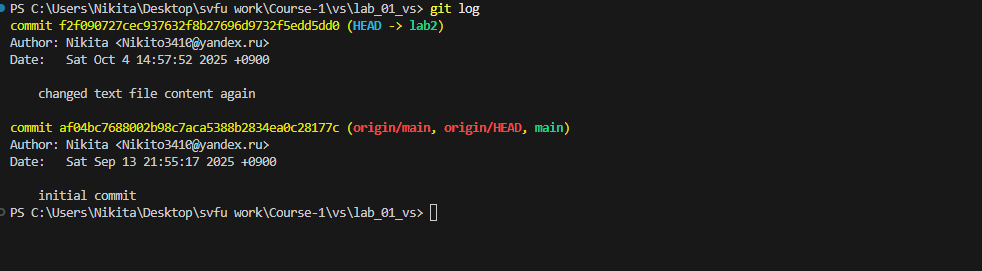 PS C:\Users\Nikita\Desktop\svfu work\Course-1\vs\lab_01_vs> git log
commit f2f090727cec937632f8b27696d9732f5edd5dd0 (HEAD -> lab2)
Author: Nikita <Nikito3410@yandex.ru>
Date:   Sat Oct 4 14:57:52 2025 +0900

    changed text file content again

commit af04bc7688002b98c7aca5388b2834ea0c28177c (origin/main, origin/HEAD, main)
Author: Nikita <Nikito3410@yandex.ru>
Date:   Sat Sep 13 21:55:17 2025 +0900

    initial commit
PS C:\Users\Nikita\Desktop\svfu work\Course-1\vs\lab_01_vs>